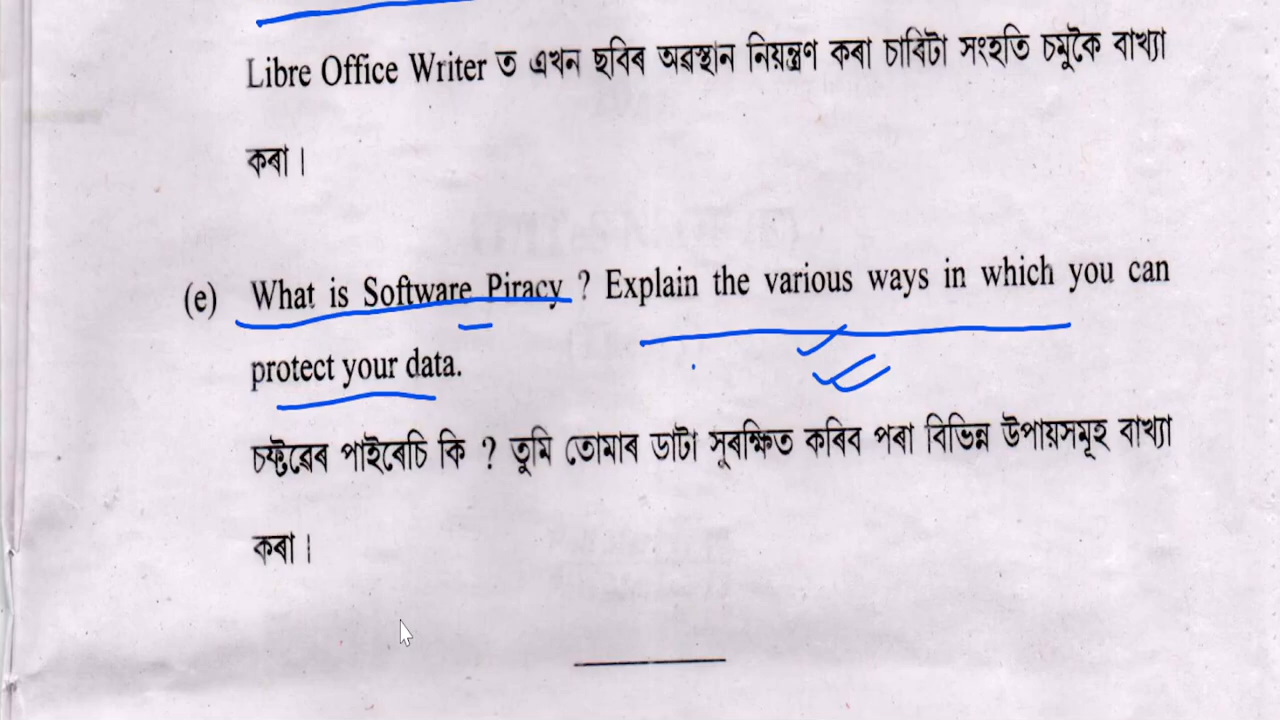 Libre Office Writer ত এখন ছবিৰ অৱস্থান নিয়ন্ত্ৰণ কৰা চাৰিটা সংহতি চমুকৈ বাখ্যা
কৰা।
(e) What is Software Piracy ? Explain the various ways in which you can
protect your data.
চফ্টৱেৰ পাইৰেচি কি ? তুমি তোমাৰ ডাটা সুৰক্ষিত কৰিব পৰা বিভিন্ন উপায়সমূহ বাখ্যা
কৰা।